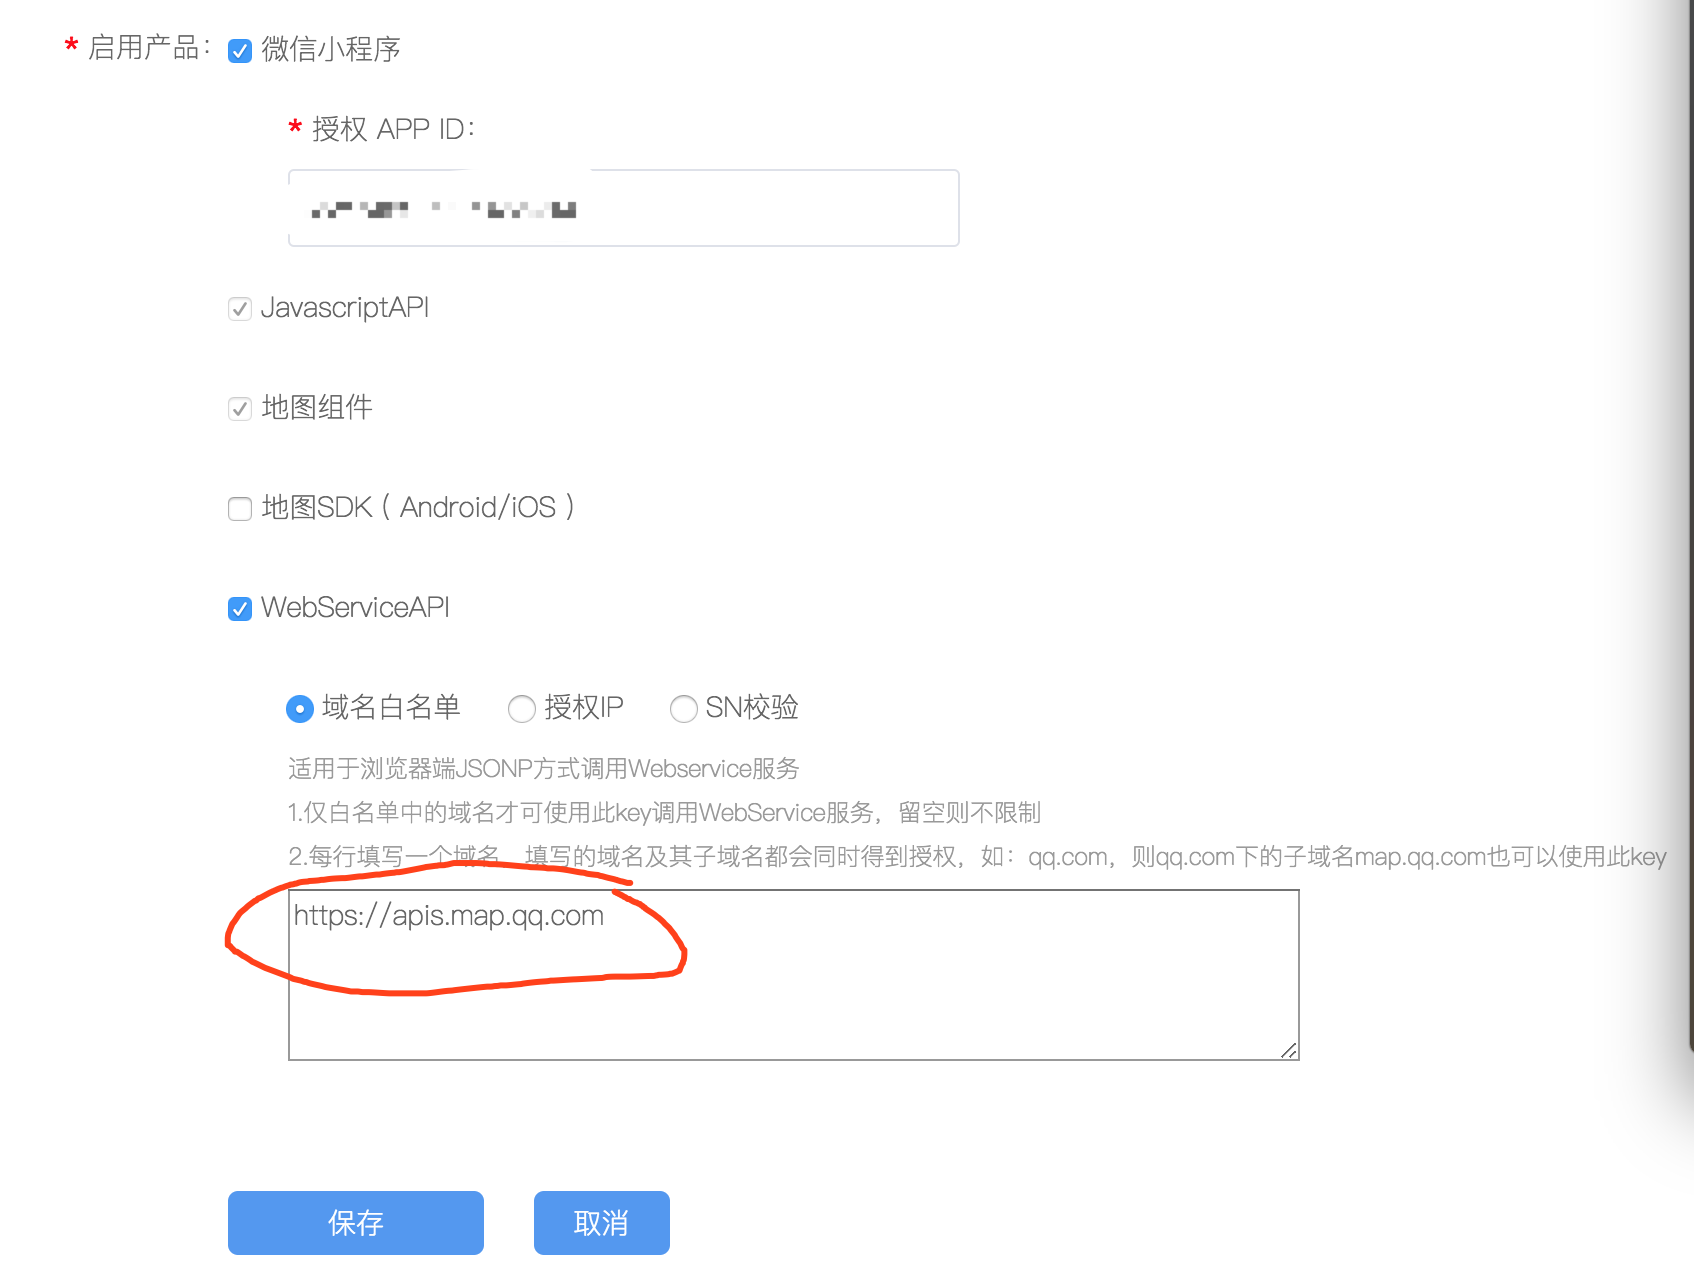 * 启用产品： 微信小程序
* 授权 APP ID：
JavascriptAPI
地图组件
地图SDK（Android/iOS）
WebServiceAPI
域名白名单 授权IP SN校验
适用于浏览器端JSONP方式调用Webservice服务
1.仅白名单中的域名才可使用此key调用WebService服务，留空则不限制
2.每行填写一个域名，填写的域名及其子域名都会同时得到授权，如：qq.com，则qq.com下的子域名map.qq.com也可以使用此key
https://apis.map.qq.com
保存 取消